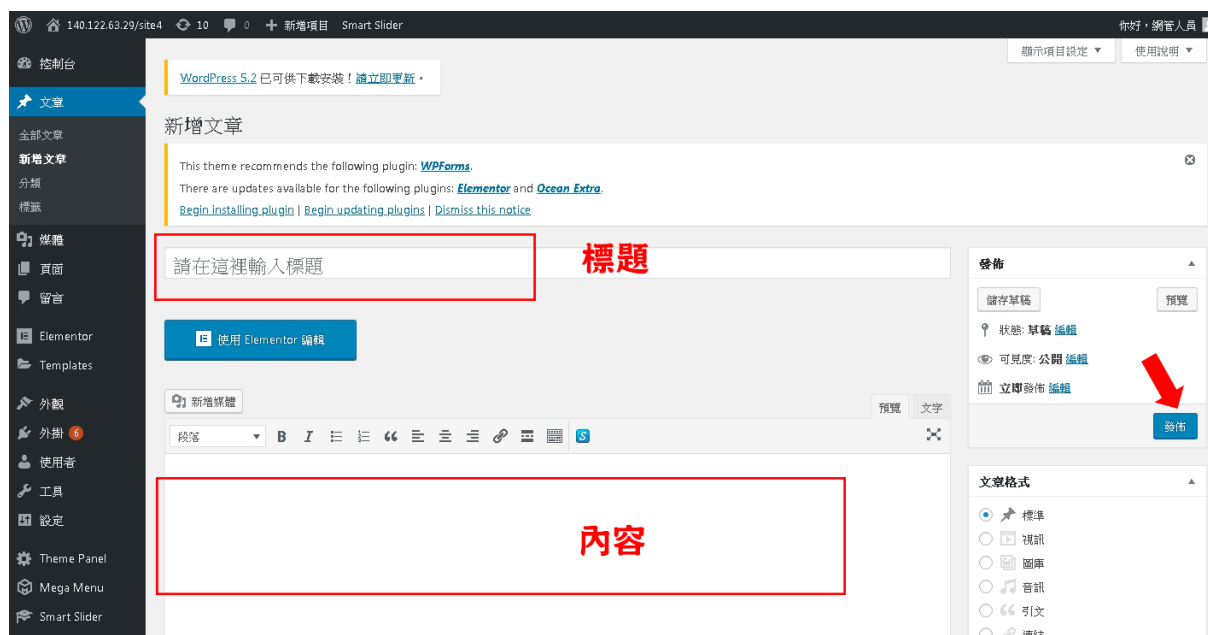 140.122.63.29/site4 10 0 新增項目 Smart Slider 你好，網管人員
顯示項目設定 使用說明
控制台
文章
全部文章
新增文章
分類
標籤
媒體
頁面
留言
Elementor
Templates
外觀
外掛 6
使用者
工具
設定
Theme Panel
Mega Menu
Smart Slider
WordPress 5.2 已可供下載安裝！請立即更新。
新增文章
This theme recommends the following plugin: WPForms.
There are updates available for the following plugins: Elementor and Ocean Extra.
Begin installing plugin | Begin updating plugins | Dismiss this notice
請在這裡輸入標題
標題
使用 Elementor 編輯
新增媒體
預覽 文字
段落
內容
發佈
儲存草稿 預覽
狀態: 草稿 編輯
可見度: 公開 編輯
立即發佈 編輯
發佈
文章格式
標準
視訊
圖庫
音訊
引文
連結